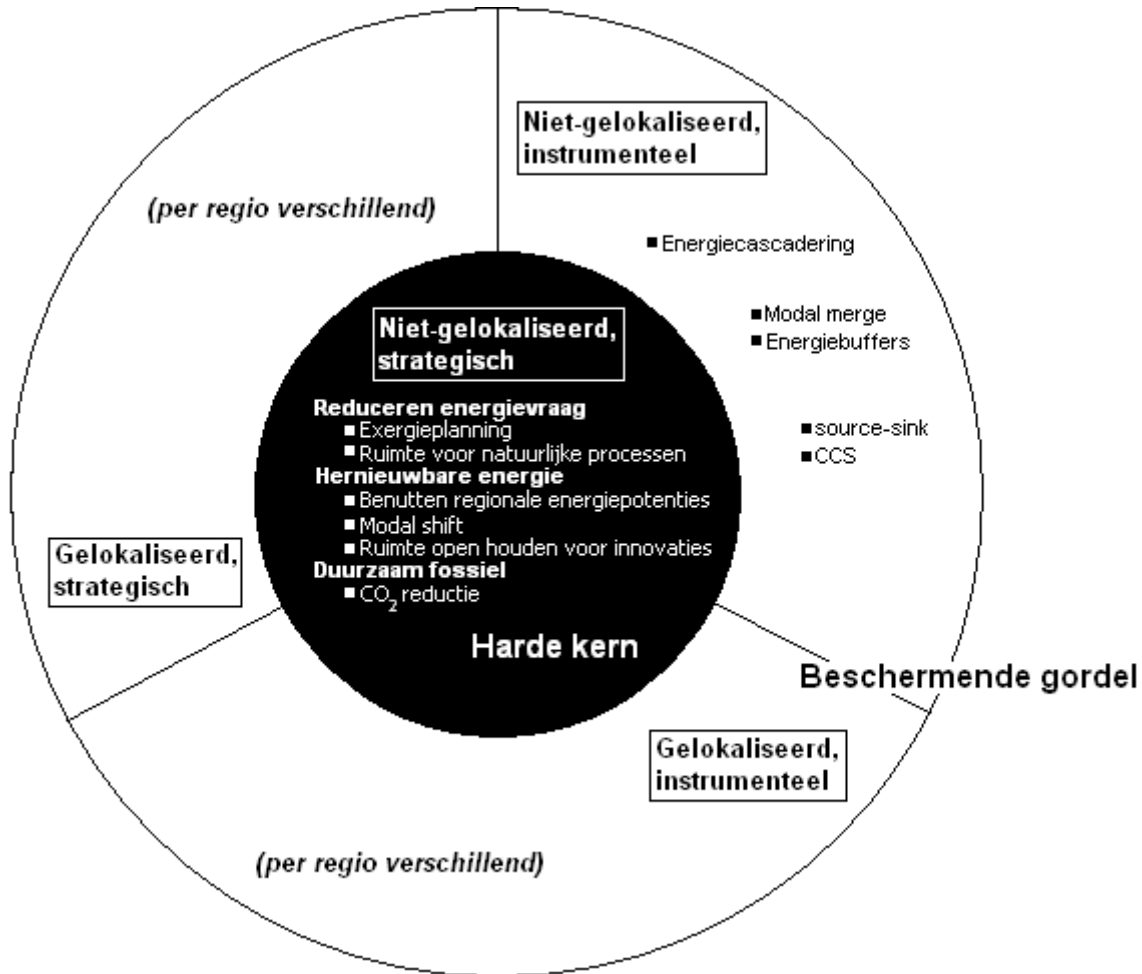 Niet-gelokaliseerd,
instrumenteel
(per regio verschillend)
■ Energiecascadering
■ Modal merge
■ Energiebuffers
■ source-sink
■ CCS
Niet-gelokaliseerd,
strategisch
Reduceren energievraag
■ Exergieplanning
■ Ruimte voor natuurlijke processen
Hernieuwbare energie
■ Benutten regionale energiepotenties
■ Modal shift
■ Ruimte open houden voor innovaties
Duurzaam fossiel
■ CO₂ reductie
Harde kern
Gelokaliseerd,
strategisch
Beschermende gordel
Gelokaliseerd,
instrumenteel
(per regio verschillend)